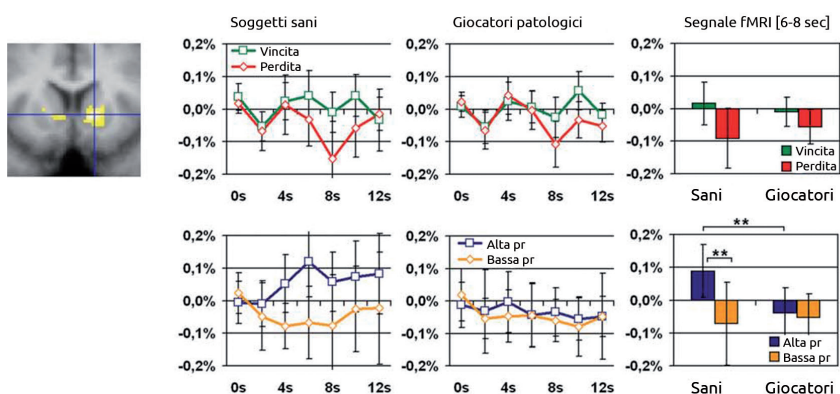 Soggetti sani
Giocatori patologici
Segnale fMRI [6-8 sec]
0,2%
0,1%
0,0%
-0,1%
-0,2%
Vincita
Perdita
0s 4s 8s 12s
0,2%
0,1%
0,0%
-0,1%
-0,2%
Vincita
Perdita
0s 4s 8s 12s
0,2%
0,1%
0,0%
-0,1%
-0,2%
Vincita
Perdita
Sani Giocatori
0,2%
0,1%
0,0%
-0,1%
-0,2%
0s 4s 8s 12s
0,2%
0,1%
0,0%
-0,1%
-0,2%
Alta pr
Bassa pr
0s 4s 8s 12s
0,2%
0,1%
0,0%
-0,1%
-0,2%
**
**
Alta pr
Bassa pr
Sani Giocatori